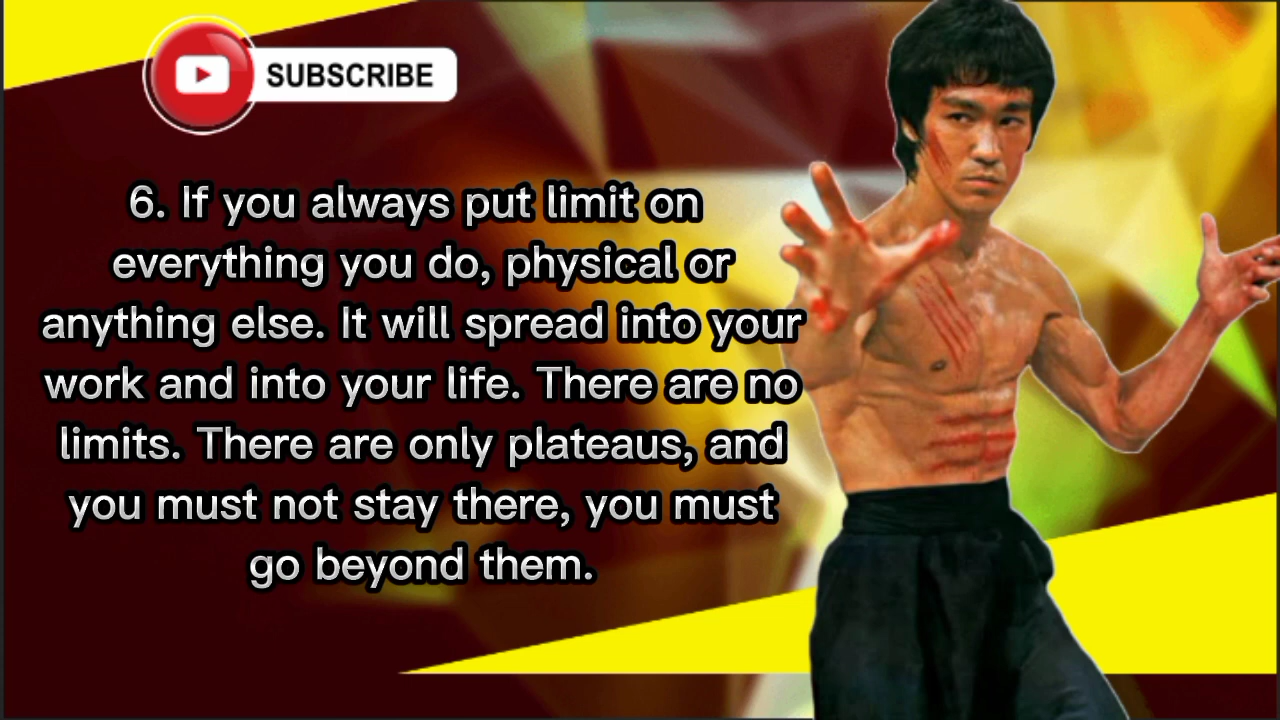 SUBSCRIBE
6. If you always put limit on
everything you do, physical or
anything else. It will spread into your
work and into your life. There are no
limits. There are only plateaus, and
you must not stay there, you must
go beyond them.